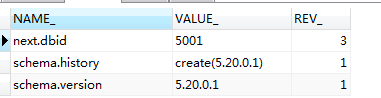 NAME_ VALUE_ REV_
next.dbid 5001 3
schema.history create(5.20.0.1) 1
schema.version 5.20.0.1 1